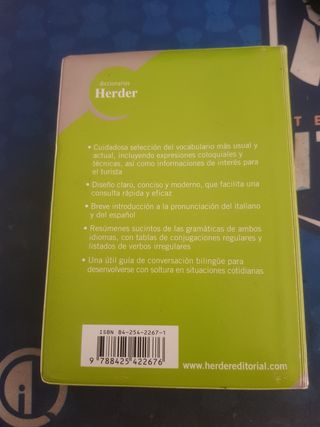 diccionarios
Herder
• Cuidadosa selección del vocabulario más usual y
actual, incluyendo expresiones coloquiales y
técnicas, así como informaciones de interés para
el turista
• Diseño claro, conciso y moderno, que facilita una
consulta rápida y eficaz
• Breve introducción a la pronunciación del italiano
y del español
• Resúmenes sucintos de las gramáticas de ambos
idiomas, con tablas de conjugaciones regulares y
listados de verbos irregulares
• Una útil guía de conversación bilingüe para
desenvolverse con soltura en situaciones cotidianas
ISBN 84-254-2267-1
9 788425 422676
www.herdereditorial.com